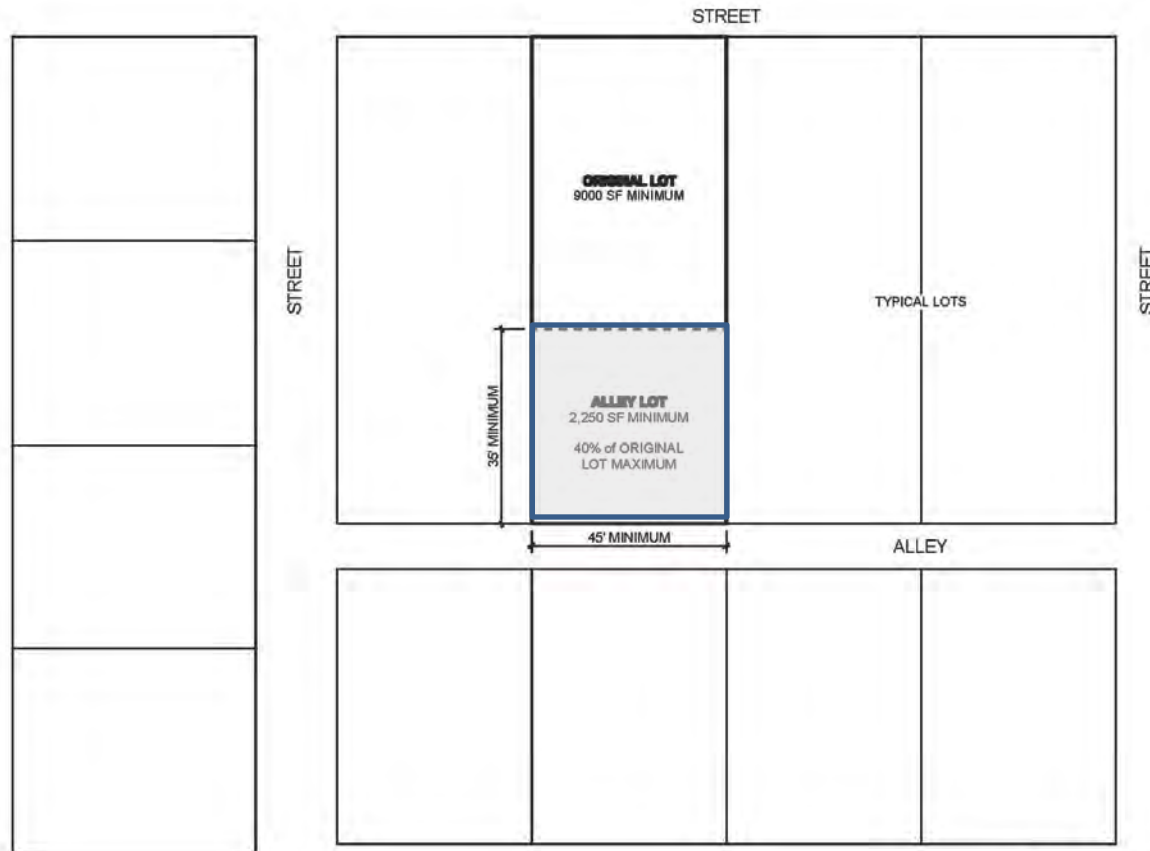 STREET
ORIGINAL LOT
9000 SF MINIMUM
STREET
STREET
TYPICAL LOTS
35' MINIMUM
ALLEY LOT
2,250 SF MINIMUM
40% of ORIGINAL
LOT MAXIMUM
45' MINIMUM
ALLEY